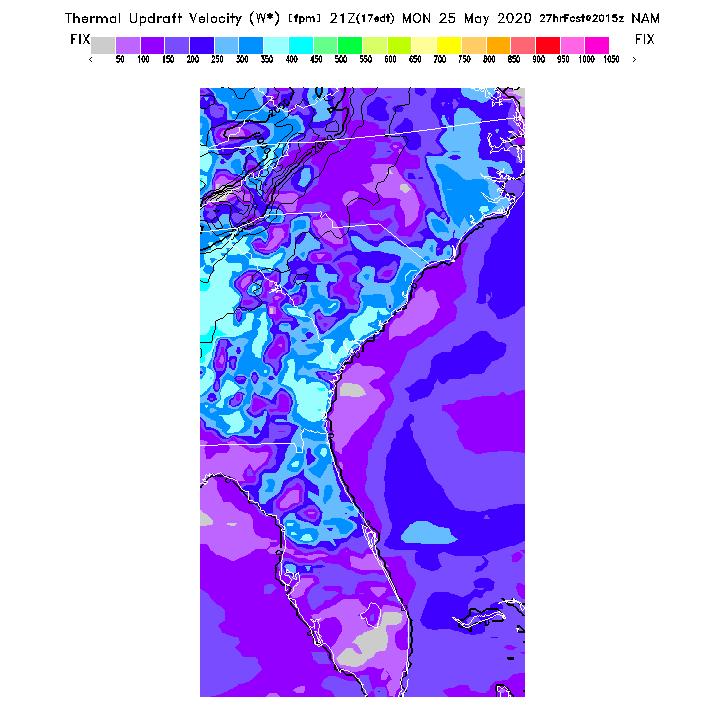 Thermal Updraft Velocity (W*) [fpm] 21Z(17edt) MON 25 May 2020 27hrFcst@2015z NAM
FIX FIX
< 50 100 150 200 250 300 350 400 450 500 550 600 650 700 750 800 850 900 950 1000 1050 >